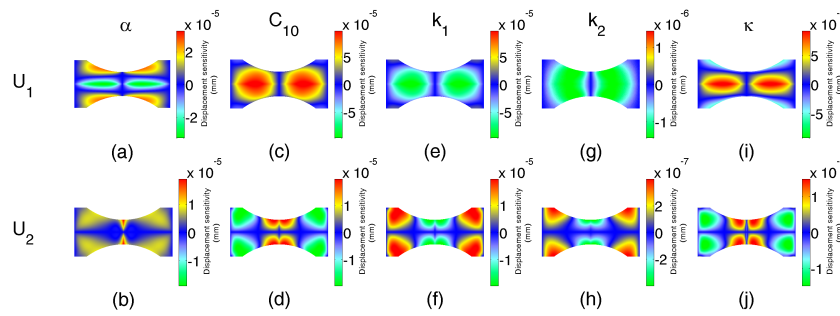 α C10 k1 k2 κ
x 10^-5 x 10^-5 x 10^-5 x 10^-6 x 10^-
U1
2 0 -2 Displacement sensitivity (mm)
5 0 -5 Displacement sensitivity (mm)
5 0 -5 Displacement sensitivity (mm)
1 0 -1 Displacement sensitivity (mm)
5 0 -5 Displacement sensitivity (mm)
(a) (c) (e) (g) (i)
x 10^-5 x 10^-5 x 10^-5 x 10^-7 x 10^-
U2
1 0 -1 Displacement sensitivity (mm)
1 0 -1 Displacement sensitivity (mm)
1 0 -1 Displacement sensitivity (mm)
2 0 -2 Displacement sensitivity (mm)
1 0 -1 Displacement sensitivity (mm)
(b) (d) (f) (h) (j)